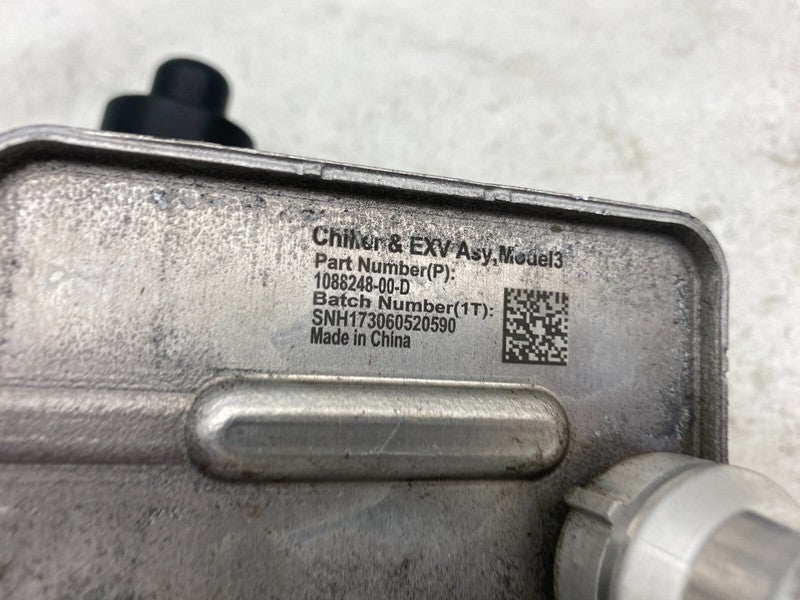 Chiller & EXV Asy,Model3
Part Number(P):
1088248-00-D
Batch Number(1T):
SNH173060520590
Made in China